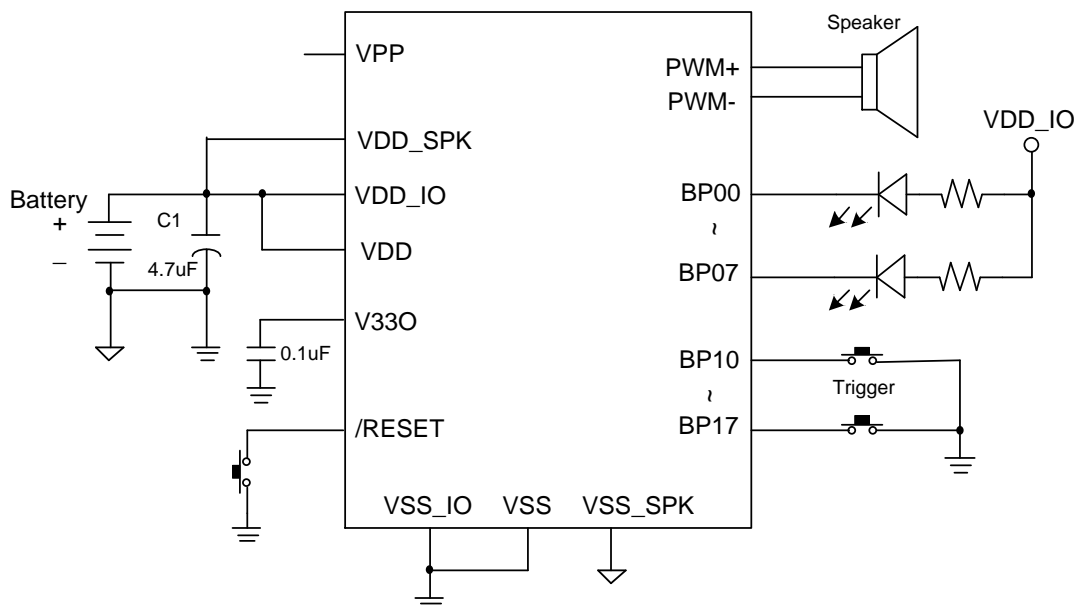 Speaker
VPP
PWM+
PWM-
VDD_IO
VDD_SPK
Battery
+
_
C1
4.7uF
VDD_IO
VDD
BP00
~
BP07
V33O
0.1uF
BP10
~
BP17
Trigger
/RESET
VSS_IO
VSS
VSS_SPK